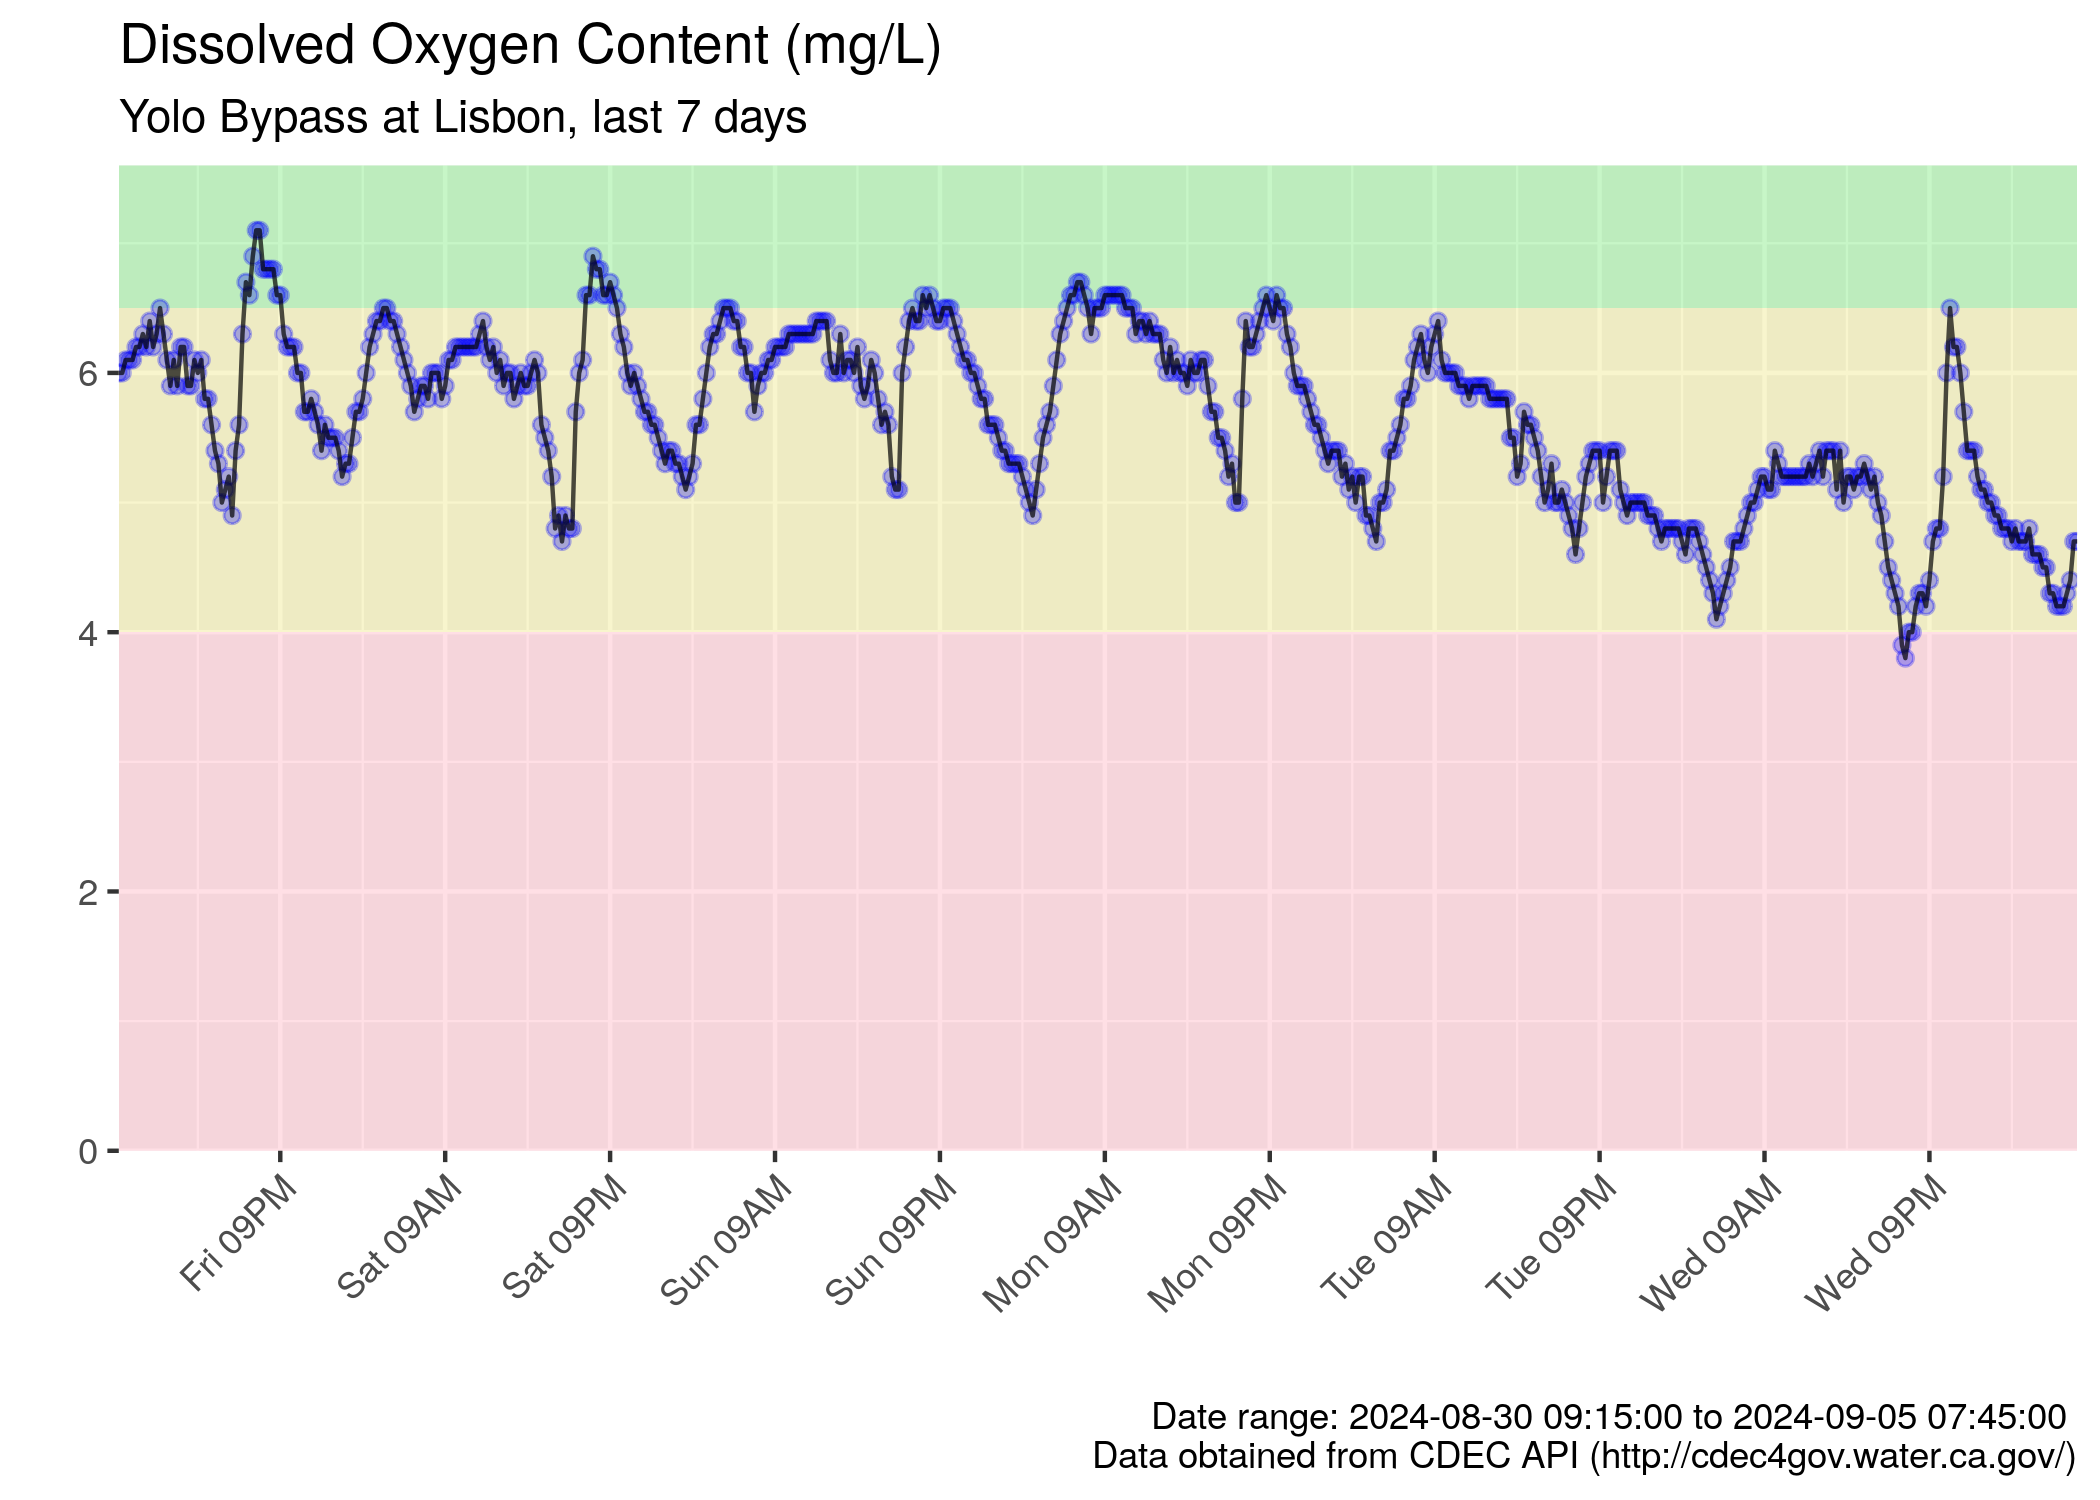 Dissolved Oxygen Content (mg/L)
Yolo Bypass at Lisbon, last 7 days
6
4
2
0
Fri 09PM
Sat 09AM
Sat 09PM
Sun 09AM
Sun 09PM
Mon 09AM
Mon 09PM
Tue 09AM
Tue 09PM
Wed 09AM
Wed 09PM
Date range: 2024-08-30 09:15:00 to 2024-09-05 07:45:00
Data obtained from CDEC API (http://cdec4gov.water.ca.gov/)